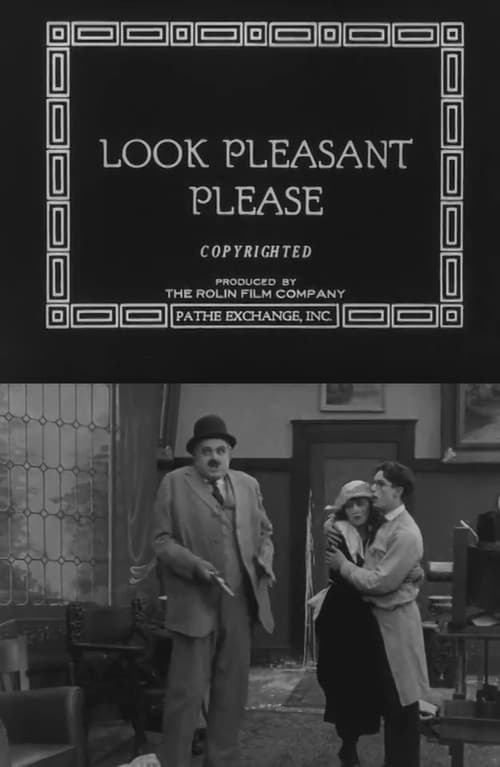 LOOK PLEASANT
PLEASE
COPYRIGHTED
PRODUCED BY
THE ROLIN FILM COMPANY
PATHE EXCHANGE, INC.